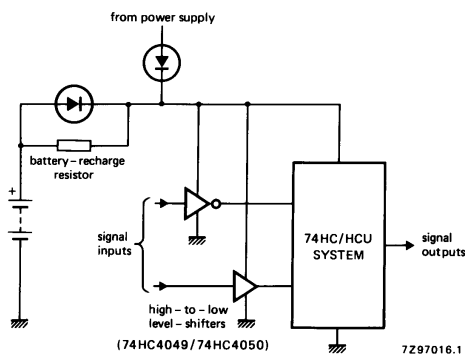 from power supply
battery – recharge
resistor
+
signal
inputs
74HC/HCU
SYSTEM
signal
outputs
high – to – low
level – shifters
(74HC4049/74HC4050)
7Z97016.1